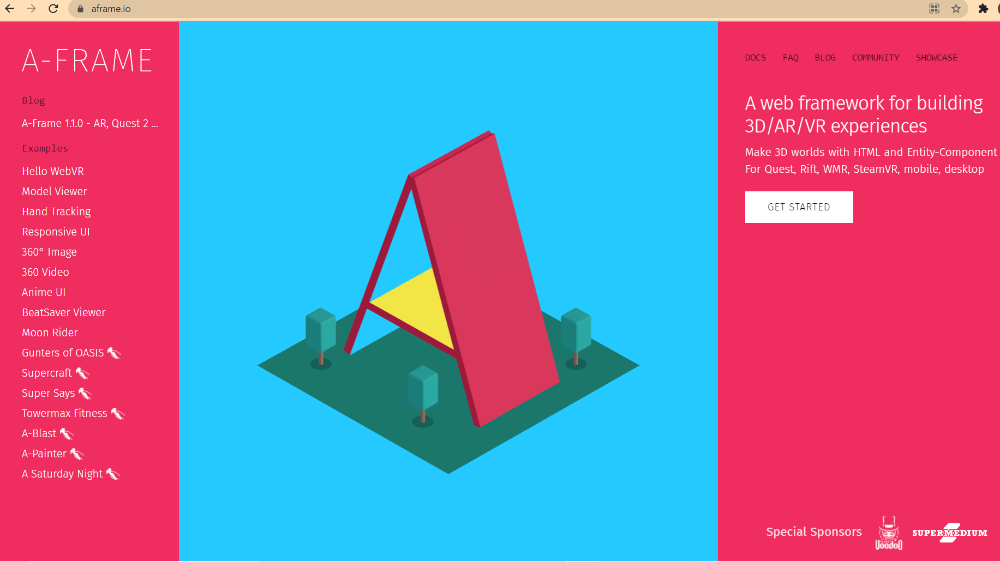 aframe.io
A-FRAME
Blog
A-Frame 1.1.0 - AR, Quest 2 ...
Examples
Hello WebVR
Model Viewer
Hand Tracking
Responsive UI
360° Image
360 Video
Anime UI
BeatSaver Viewer
Moon Rider
Gunters of OASIS
Supercraft
Super Says
Towermax Fitness
A-Blast
A-Painter
A Saturday Night
DOCS FAQ BLOG COMMUNITY SHOWCASE
A web framework for building
3D/AR/VR experiences
Make 3D worlds with HTML and Entity-Component
For Quest, Rift, WMR, SteamVR, mobile, desktop
GET STARTED
Special Sponsors
PLANET
VOODOO
SUPERMEDIUM